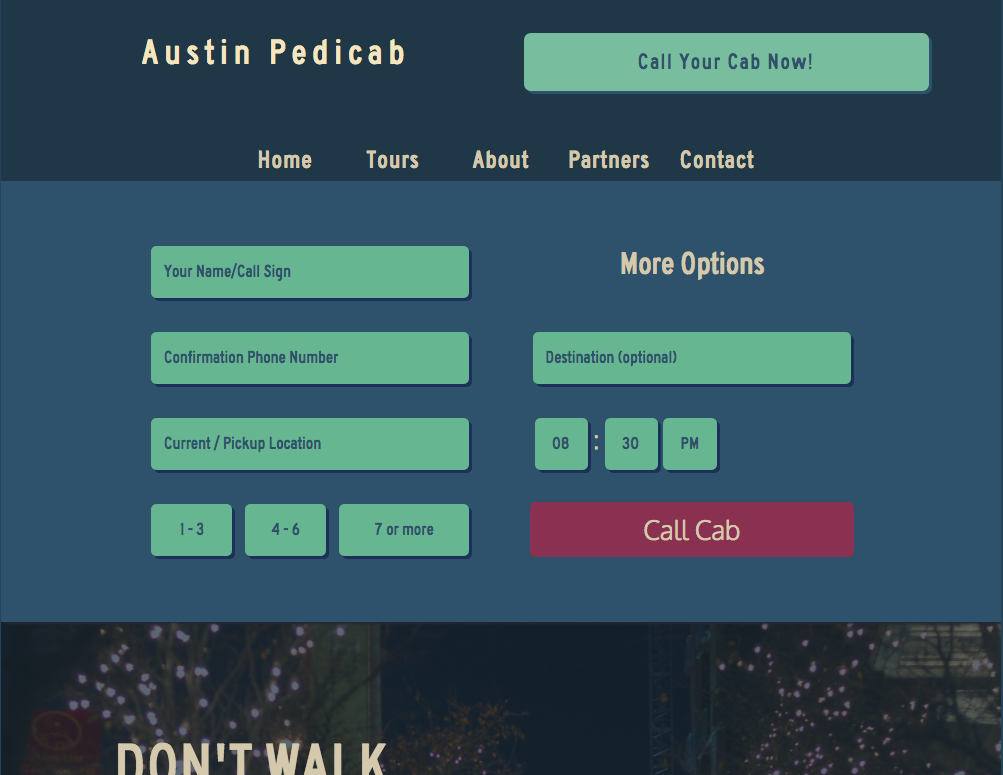 Austin Pedicab
Call Your Cab Now!
Home Tours About Partners Contact
Your Name/Call Sign
More Options
Confirmation Phone Number
Destination (optional)
Current / Pickup Location
08 : 30 PM
1 - 3
4 - 6
7 or more
Call Cab
DON'T WALK